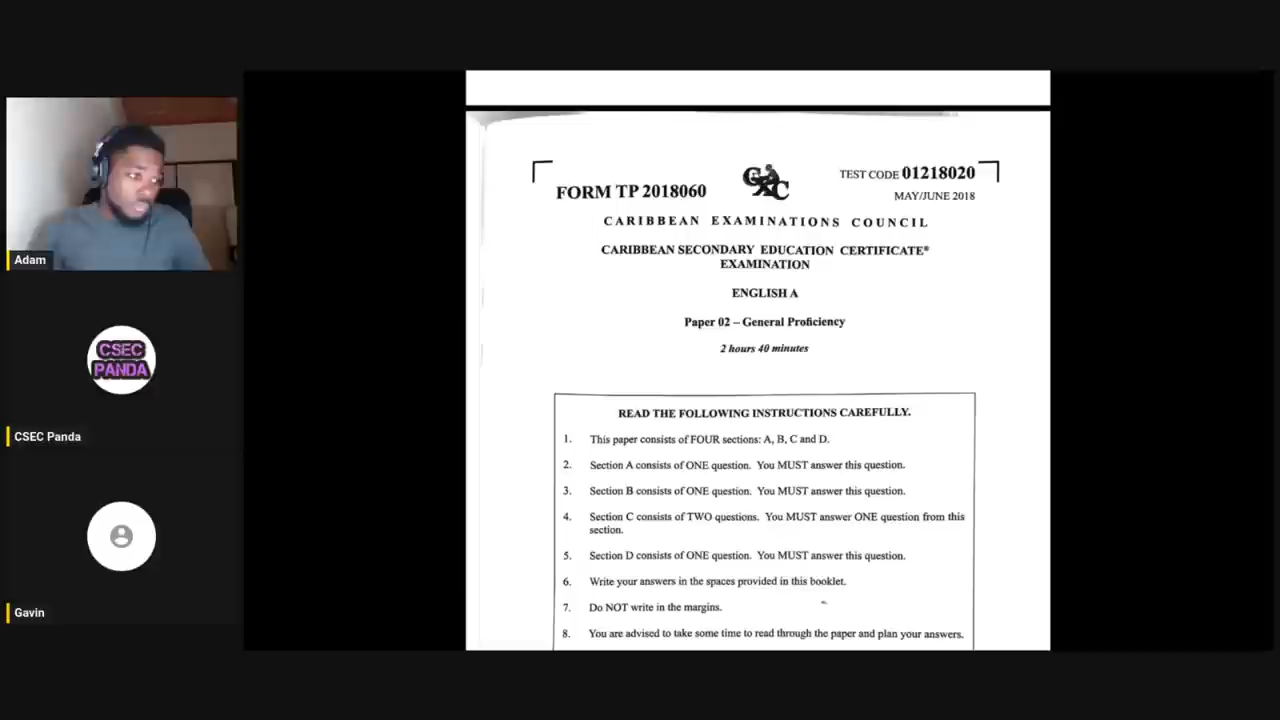 Adam
CSEC
PANDA
CSEC Panda
Gavin
FORM TP 2018060
CXC
TEST CODE 01218020
MAY/JUNE 2018
CARIBBEAN EXAMINATIONS COUNCIL
CARIBBEAN SECONDARY EDUCATION CERTIFICATE®
EXAMINATION
ENGLISH A
Paper 02 – General Proficiency
2 hours 40 minutes
READ THE FOLLOWING INSTRUCTIONS CAREFULLY.
1. This paper consists of FOUR sections: A, B, C and D.
2. Section A consists of ONE question. You MUST answer this question.
3. Section B consists of ONE question. You MUST answer this question.
4. Section C consists of TWO questions. You MUST answer ONE question from this
section.
5. Section D consists of ONE question. You MUST answer this question.
6. Write your answers in the spaces provided in this booklet.
7. Do NOT write in the margins.
8. You are advised to take some time to read through the paper and plan your answers.